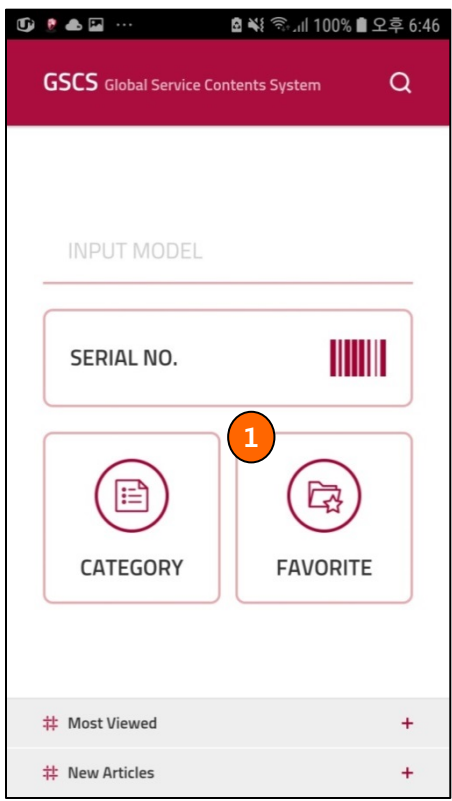 100% 오후 6:46
GSCS Global Service Contents System
INPUT MODEL
SERIAL NO.
1
CATEGORY
FAVORITE
# Most Viewed +
# New Articles +